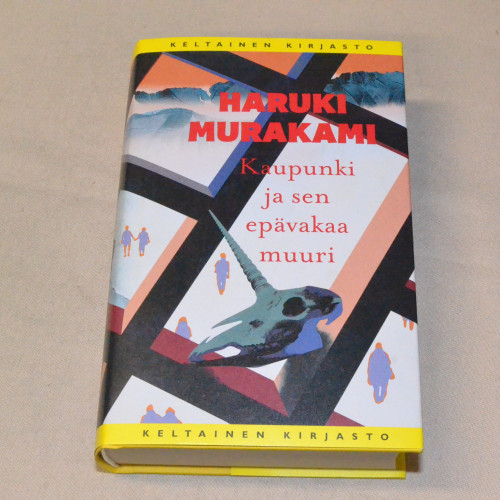 KELTAINEN KIRJASTO
HARUKI
MURAKAMI
Kaupunki
ja sen
epävakaa
muuri
KELTAINEN KIRJASTO